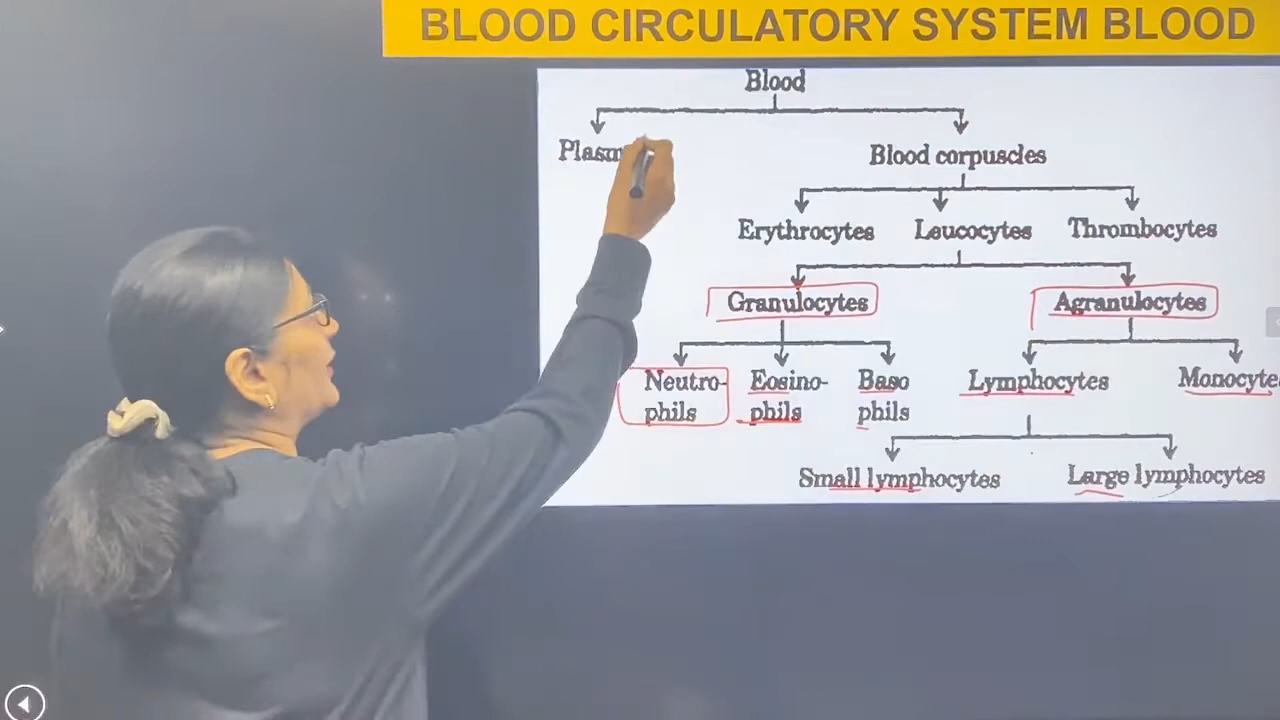 BLOOD CIRCULATORY SYSTEM BLOOD
Blood
Blood corpuscles
Erythrocytes Leucocytes Thrombocytes
Granulocytes Agranulocytes
Neutro- Eosino- Baso Lymphocytes
phils phils phils
Small lymphocytes Large lymphocytes